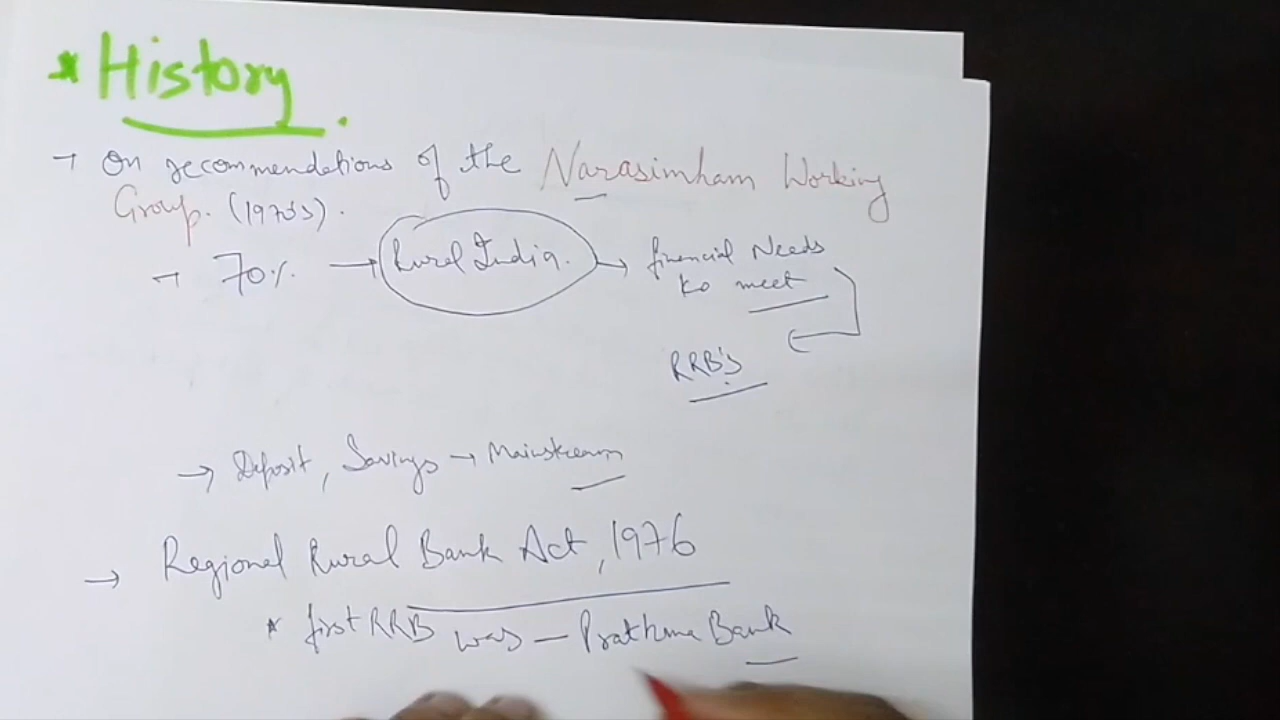 * History.
→ On recommendations of the Narasimham Working
Group. (1970's).
→ 70% → Rural India. → financial Needs
ko meet
RRB's
→ Deposit, Savings → Mainstream
→ Regional Rural Bank Act, 1976
* first RRB was – Prathma Bank